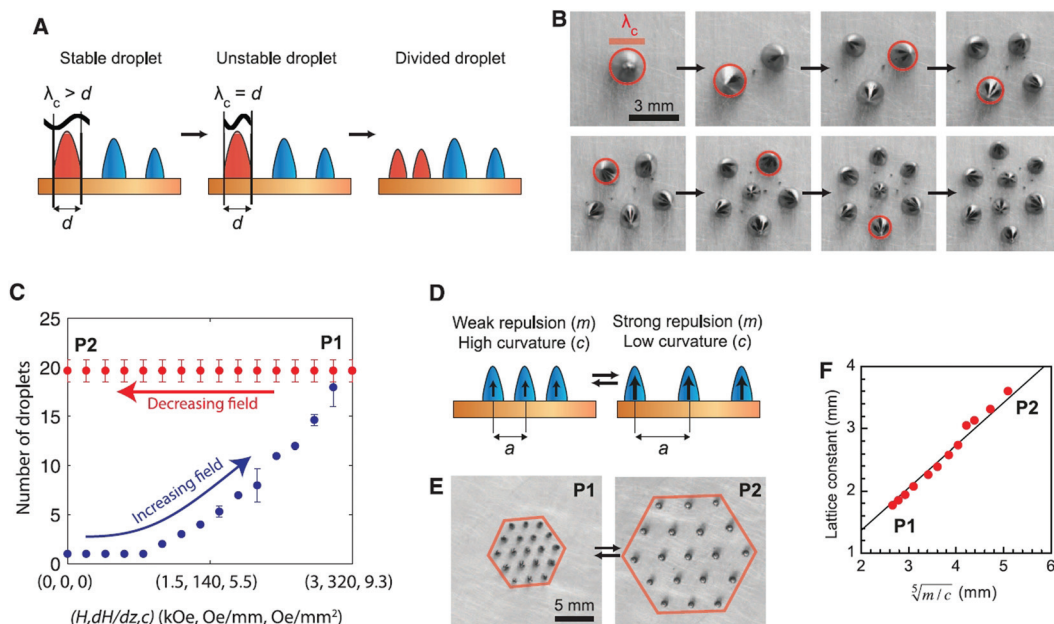 A
Stable droplet
Unstable droplet
Divided droplet
λc > d
λc = d
d
d
B
λc
3 mm
C
Number of droplets
25
20
15
10
5
0
P2
P1
Decreasing field
Increasing field
(0, 0, 0)
(1.5, 140, 5.5)
(3, 320, 9.3)
(H,dH/dz,c) (kOe, Oe/mm, Oe/mm²)
D
Weak repulsion (m)
High curvature (c)
Strong repulsion (m)
Low curvature (c)
a
a
E
P1
P2
5 mm
F
Lattice constant (mm)
4
3
2
1
P2
P1
2
3
4
5
6
⁵√m/c (mm)